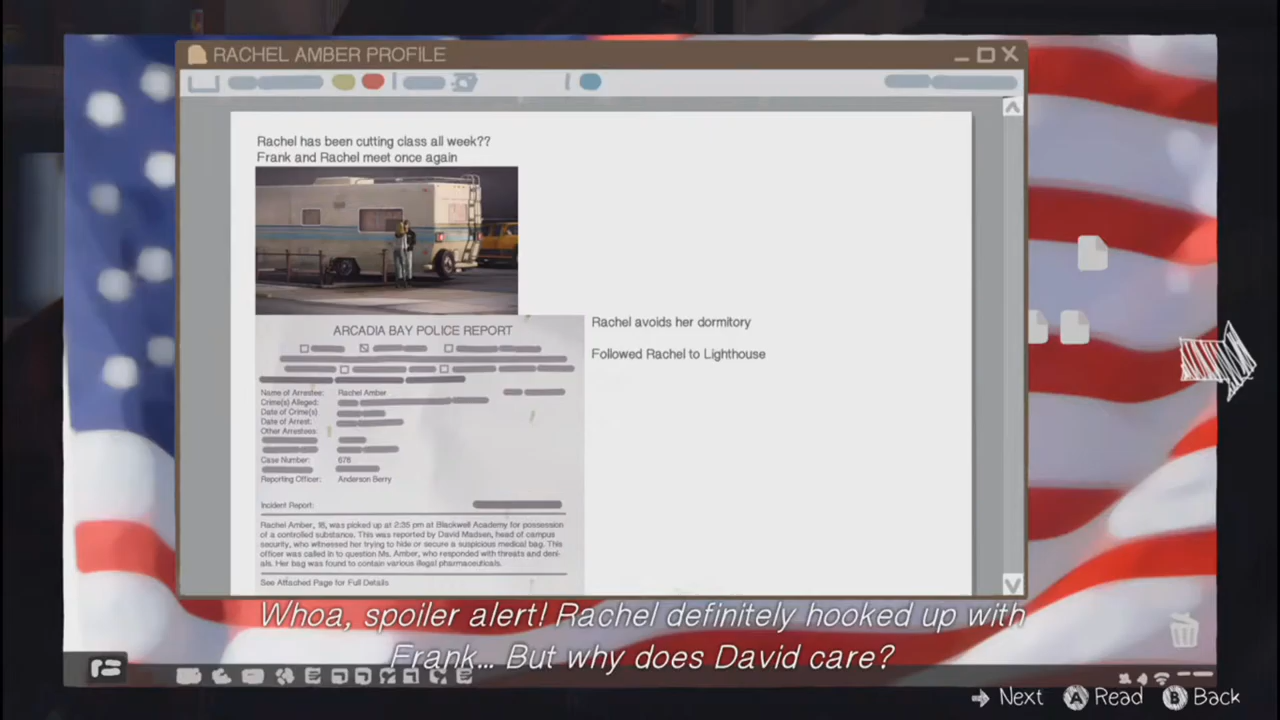 RACHEL AMBER PROFILE
Rachel has been cutting class all week??
Frank and Rachel meet once again
ARCADIA BAY POLICE REPORT
Name of Arrestee: Rachel Amber
Crime(s) Alleged:
Date of Crime(s)
Date of Arrest:
Other Arrestees:
Case Number: 678
Reporting Officer: Anderson Berry
Incident Report:
Rachel Amber, 18, was picked up at 2:35 pm at Blackwell Academy for possession
of a controlled substance. This was reported by David Madsen, head of campus
security, who witnessed her trying to hide or secure a suspicious medical bag. This
officer was called in to question Ms. Amber, who responded with threats and deni-
als. Her bag was found to contain various illegal pharmaceuticals.
See Attached Page for Full Details
Rachel avoids her dormitory
Followed Rachel to Lighthouse
Whoa, spoiler alert! Rachel definitely hooked up with
Frank... But why does David care?
Next A Read B Back